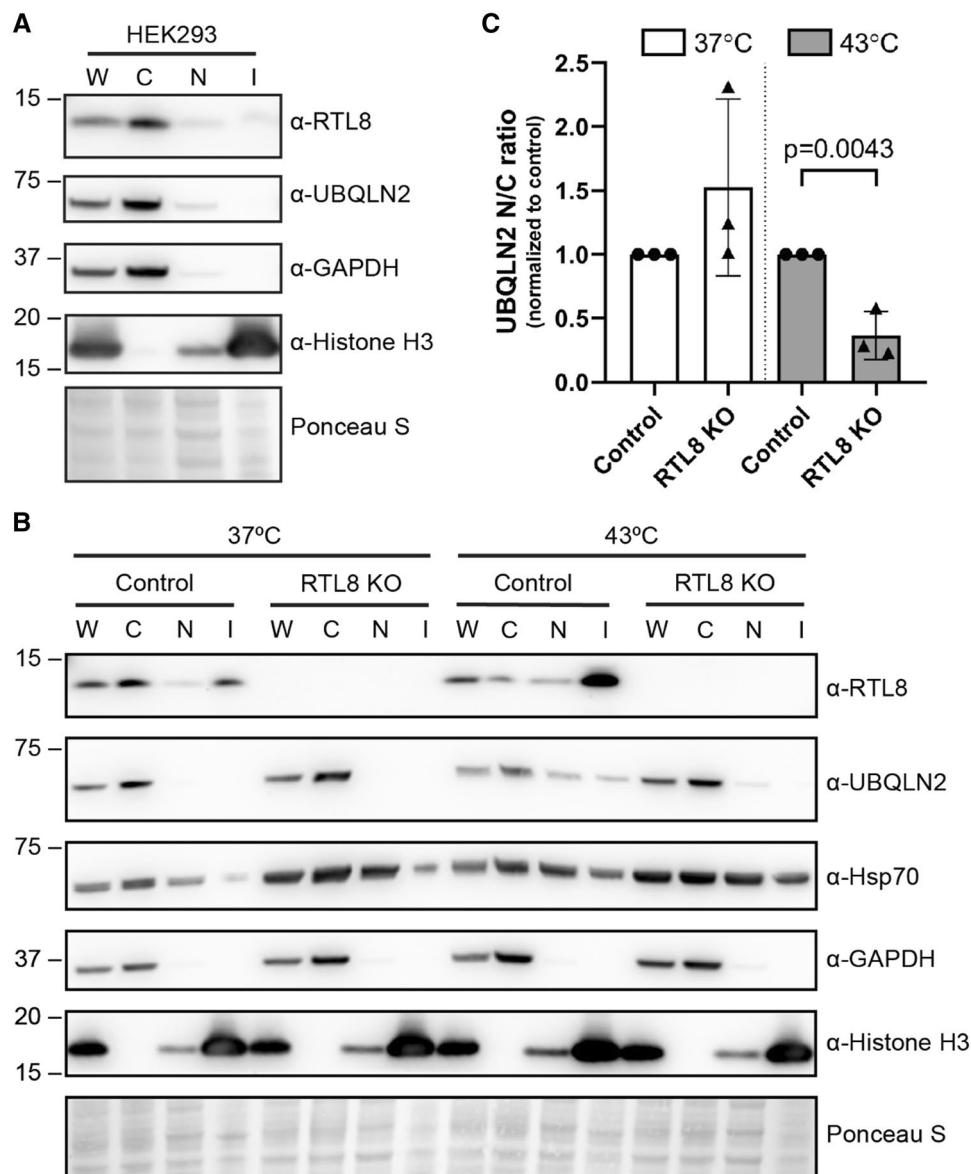 A
HEK293
W C N I
15
α-RTL8
75
α-UBQLN2
37
α-GAPDH
20
α-Histone H3
15
Ponceau S
C
37°C 43°C
UBQLN2 N/C ratio
(normalized to control)
2.5
2.0
1.5
1.0
0.5
0.0
p=0.0043
Control RTL8 KO Control RTL8 KO
B
37ºC 43ºC
Control RTL8 KO Control RTL8 KO
W C N I W C N I W C N I W C N I
15
α-RTL8
75
α-UBQLN2
75
α-Hsp70
37
α-GAPDH
20
α-Histone H3
15
Ponceau S